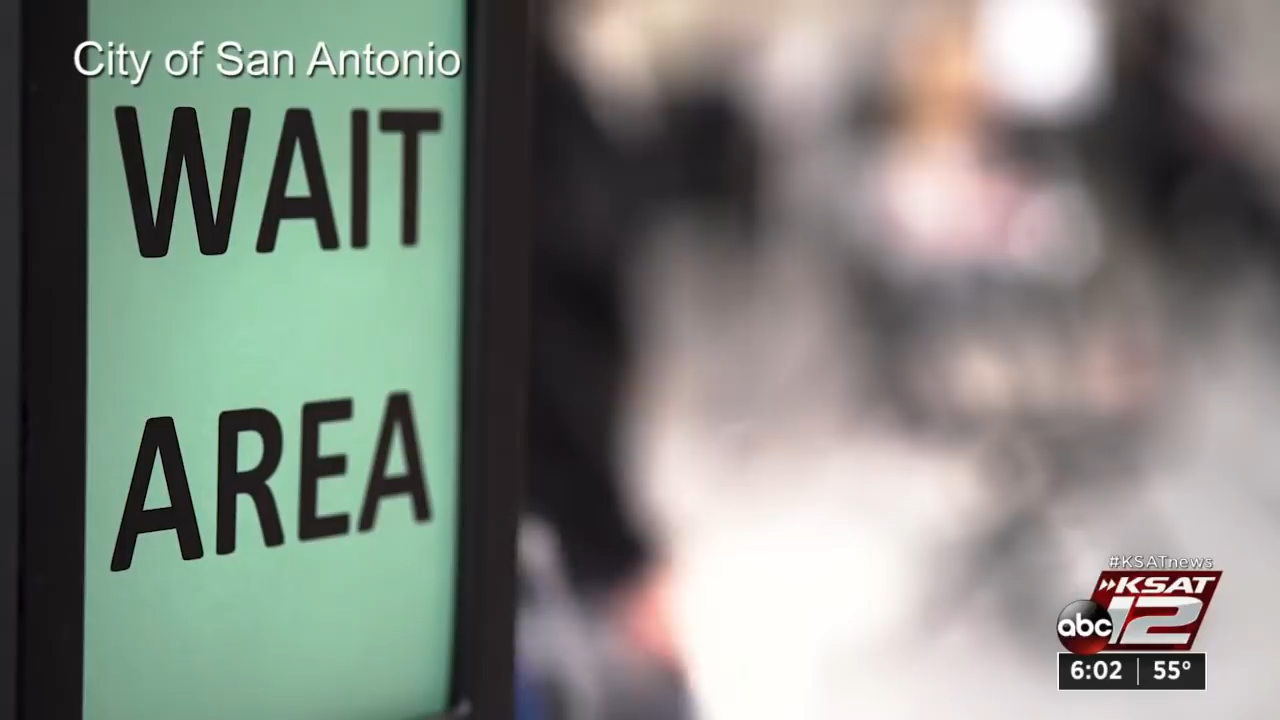 City of San Antonio
WAIT
AREA
#KSATnews
KSAT
abc 12
6:02 55°